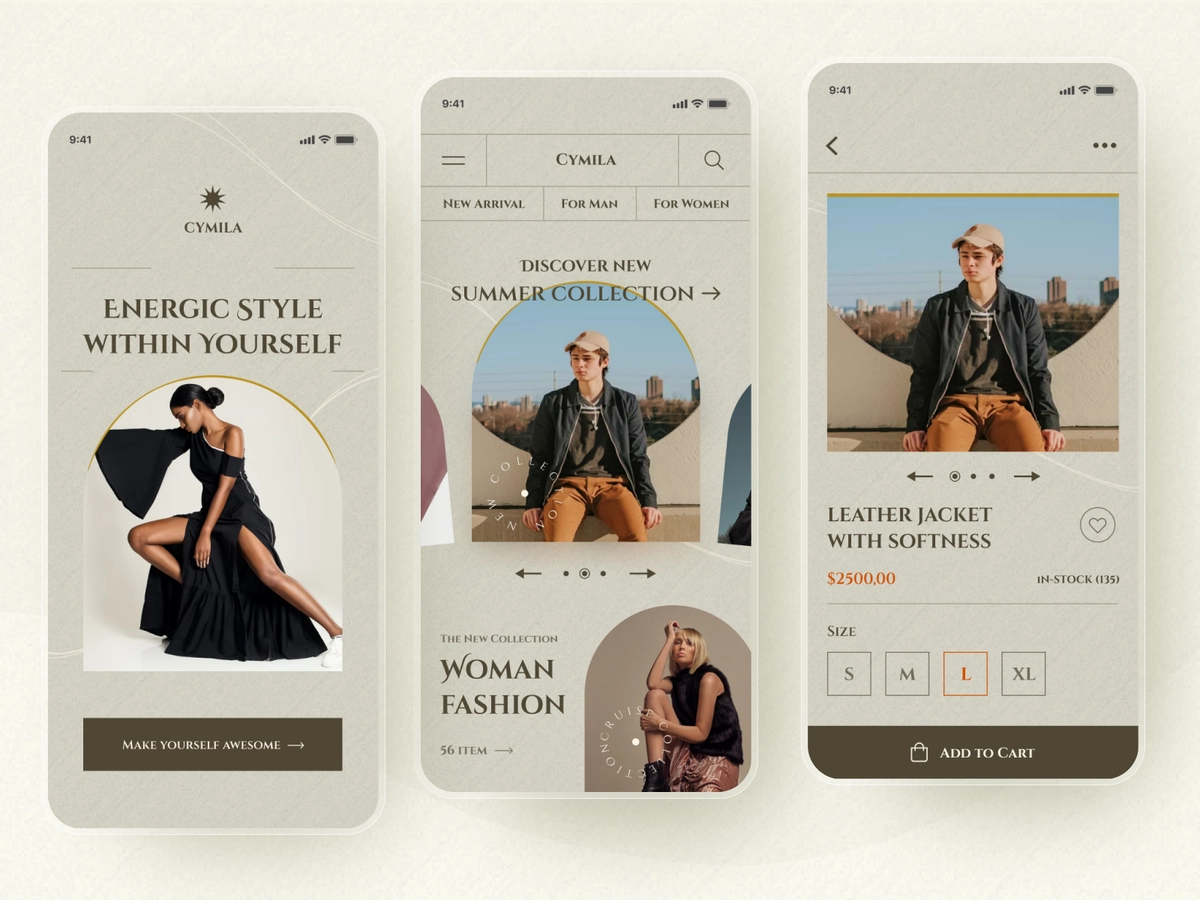 9:41
CYMILA
ENERGIC STYLE
WITHIN YOURSELF
MAKE YOURSELF AWESOME
9:41
CYMILA
NEW ARRIVAL
FOR MAN
FOR WOMEN
DISCOVER NEW
SUMMER COLLECTION
NEW COLLECTION
THE NEW COLLECTION
WOMAN
FASHION
56 ITEM
CRUISE COLLECTION
9:41
LEATHER JACKET
WITH SOFTNESS
$2500,00
IN-STOCK (135)
SIZE
S
M
L
XL
ADD TO CART